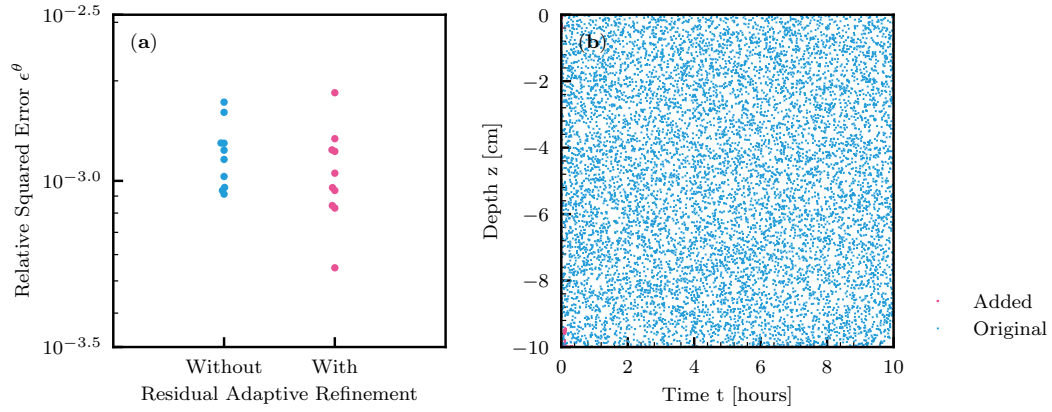 10^{-2.5}
10^{-3.0}
10^{-3.5}
Relative Squared Error ϵ^θ
(a)
Without With
Residual Adaptive Refinement
(b)
0
−2
−4
−6
−8
−10
Depth z [cm]
0 2 4 6 8 10
Time t [hours]
Added
Original